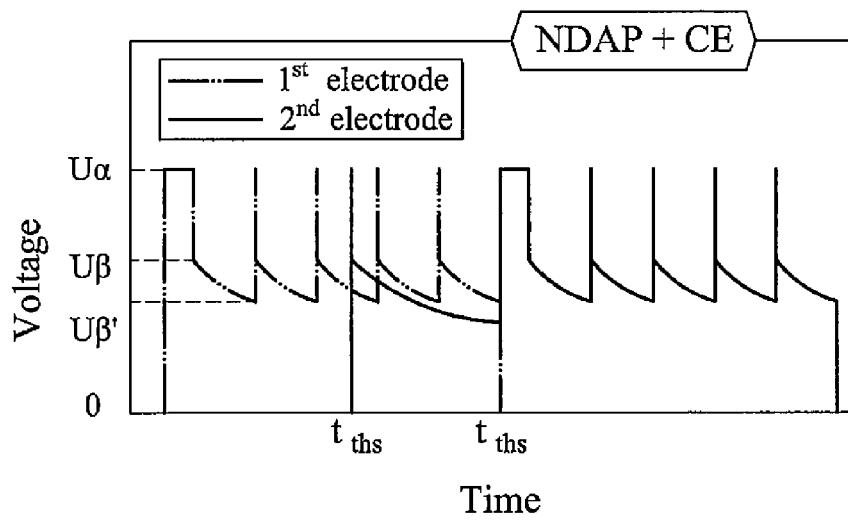 NDAP + CE
1st electrode
2nd electrode
Uα
Uβ
Uβ'
0
Voltage
t ths
t ths
Time